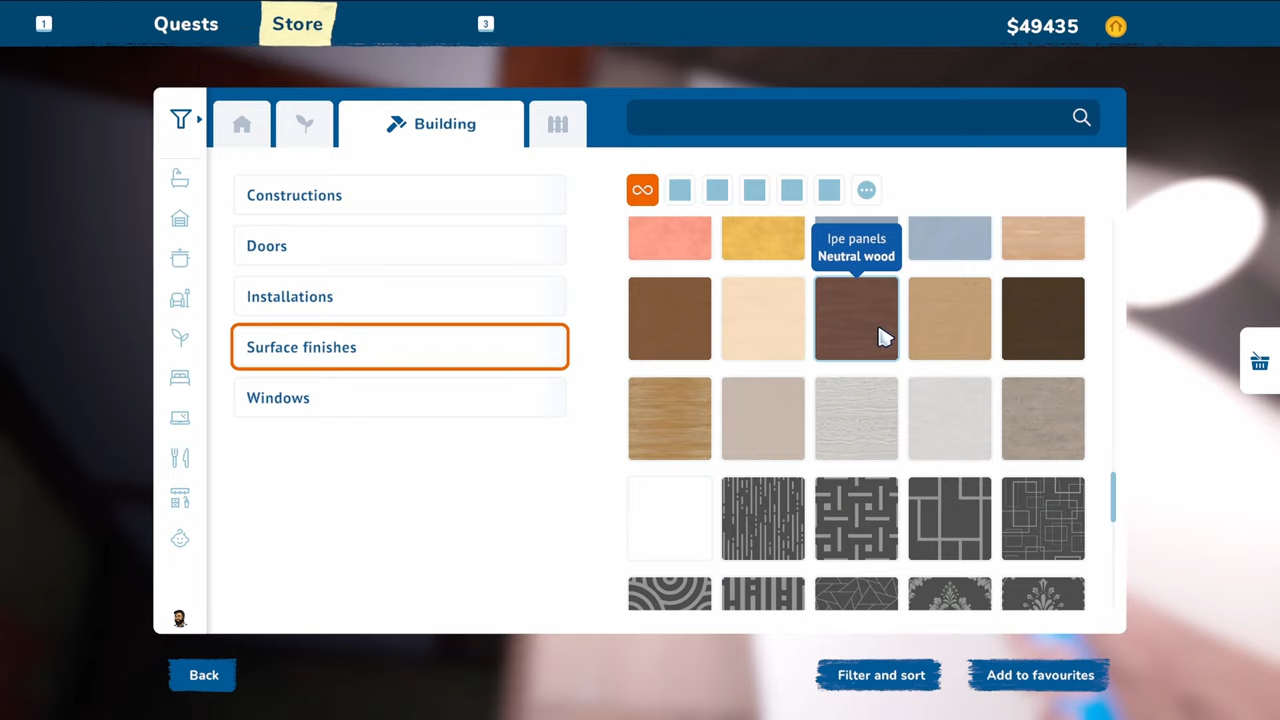 1
Quests
Store
3
$49435
Building
Constructions
Doors
Installations
Surface finishes
Windows
Ipe panels
Neutral wood
Back
Filter and sort
Add to favourites